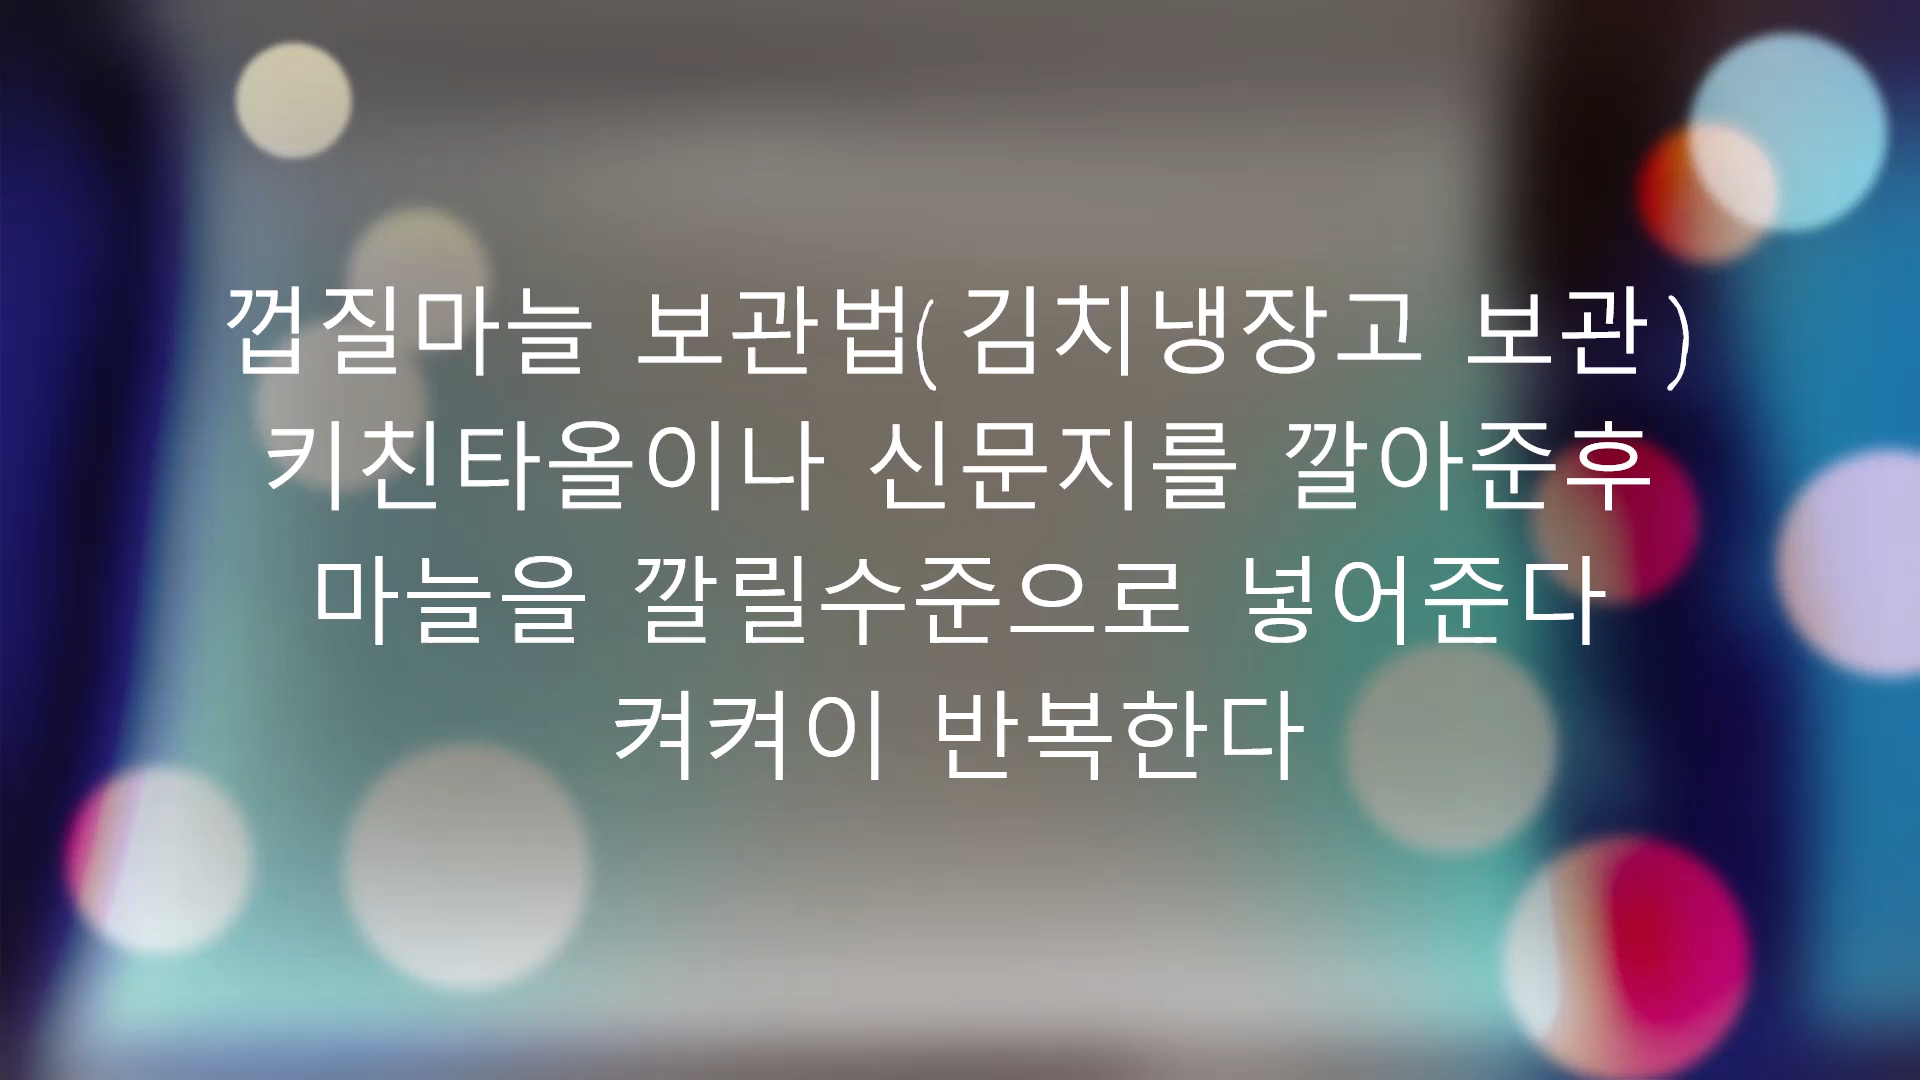 껍질마늘 보관법(김치냉장고 보관)
키친타올이나 신문지를 깔아준후
마늘을 깔릴수준으로 넣어준다
켜켜이 반복한다